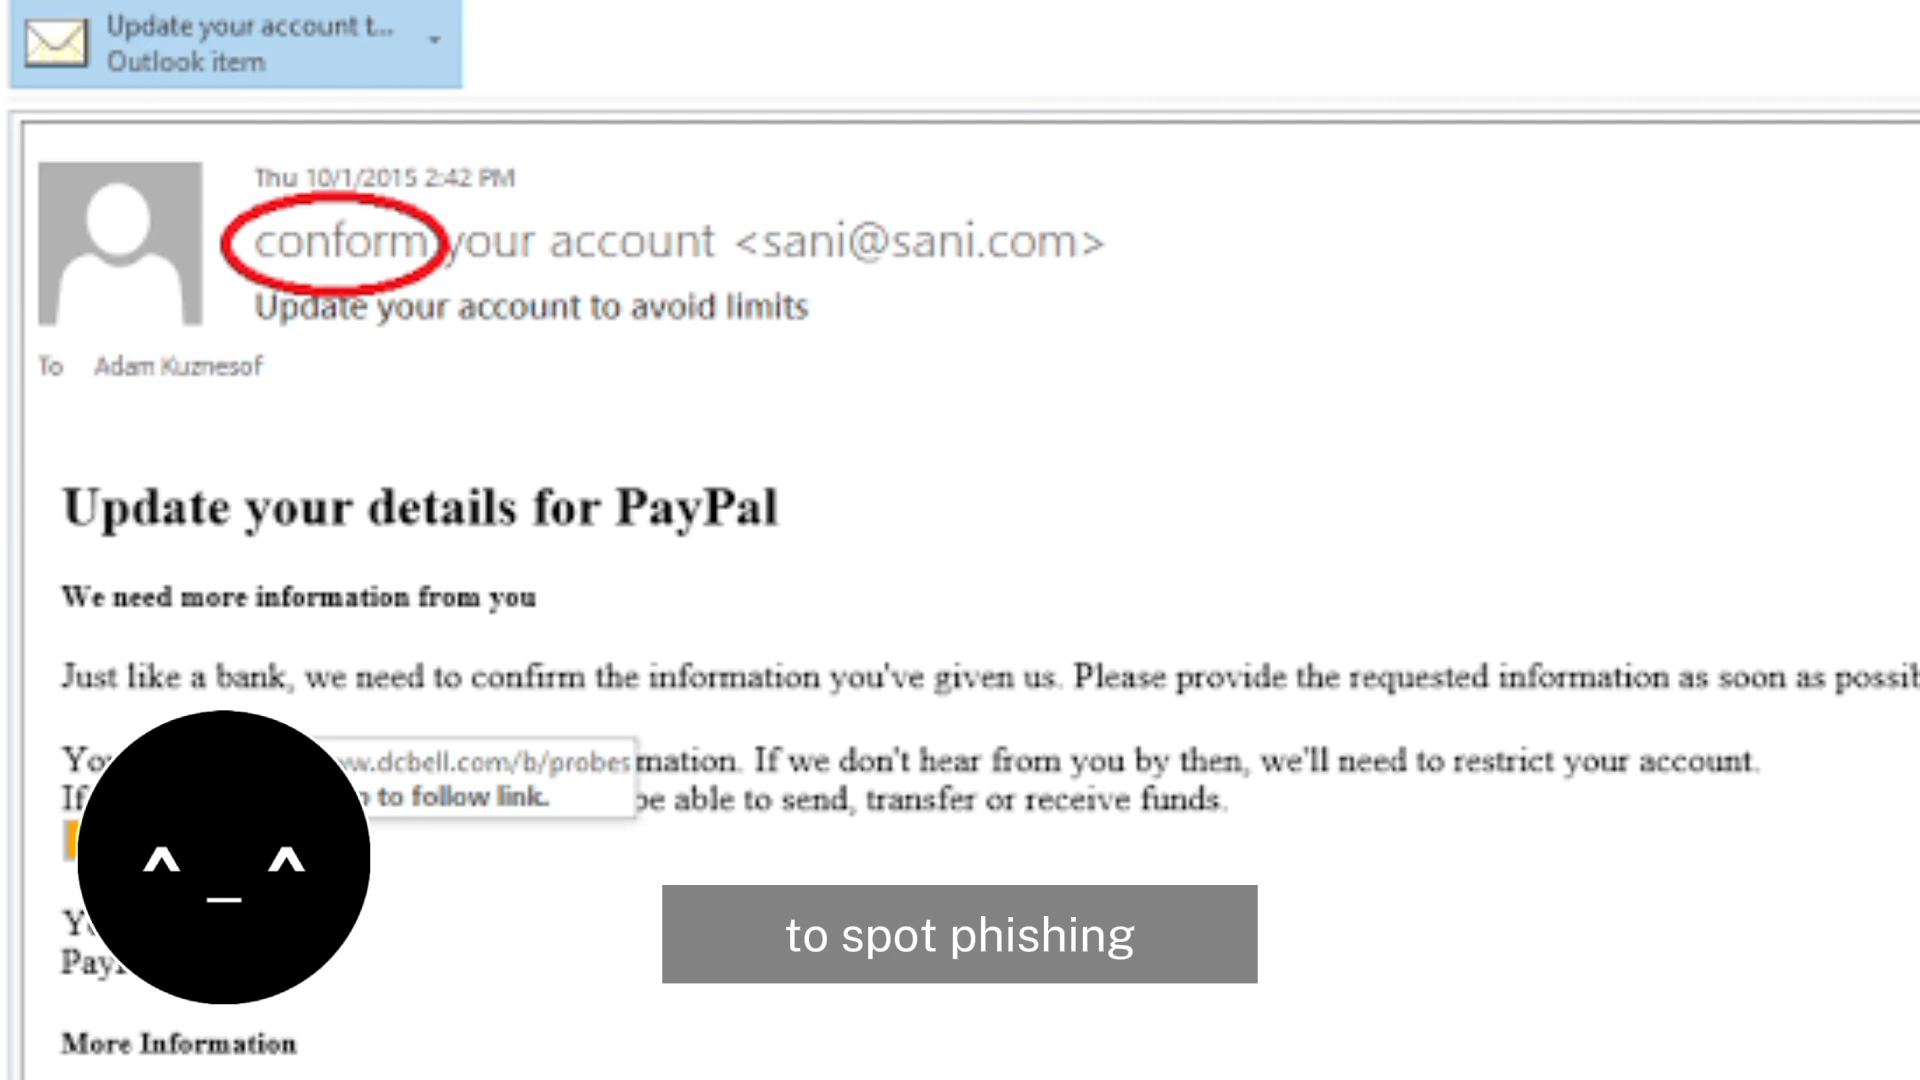 Update your account t...
Outlook item
Thu 10/1/2015 2:42 PM
conform your account <sani@sani.com>
Update your account to avoid limits
To Adam Kuznesof
Update your details for PayPal
We need more information from you
Just like a bank, we need to confirm the information you've given us. Please provide the requested information as soon as possib
ww.dcbell.com/b/probes mation. If we don't hear from you by then, we'll need to restrict your account.
If to follow link. be able to send, transfer or receive funds.
^ _ ^
to spot phishing
More Information